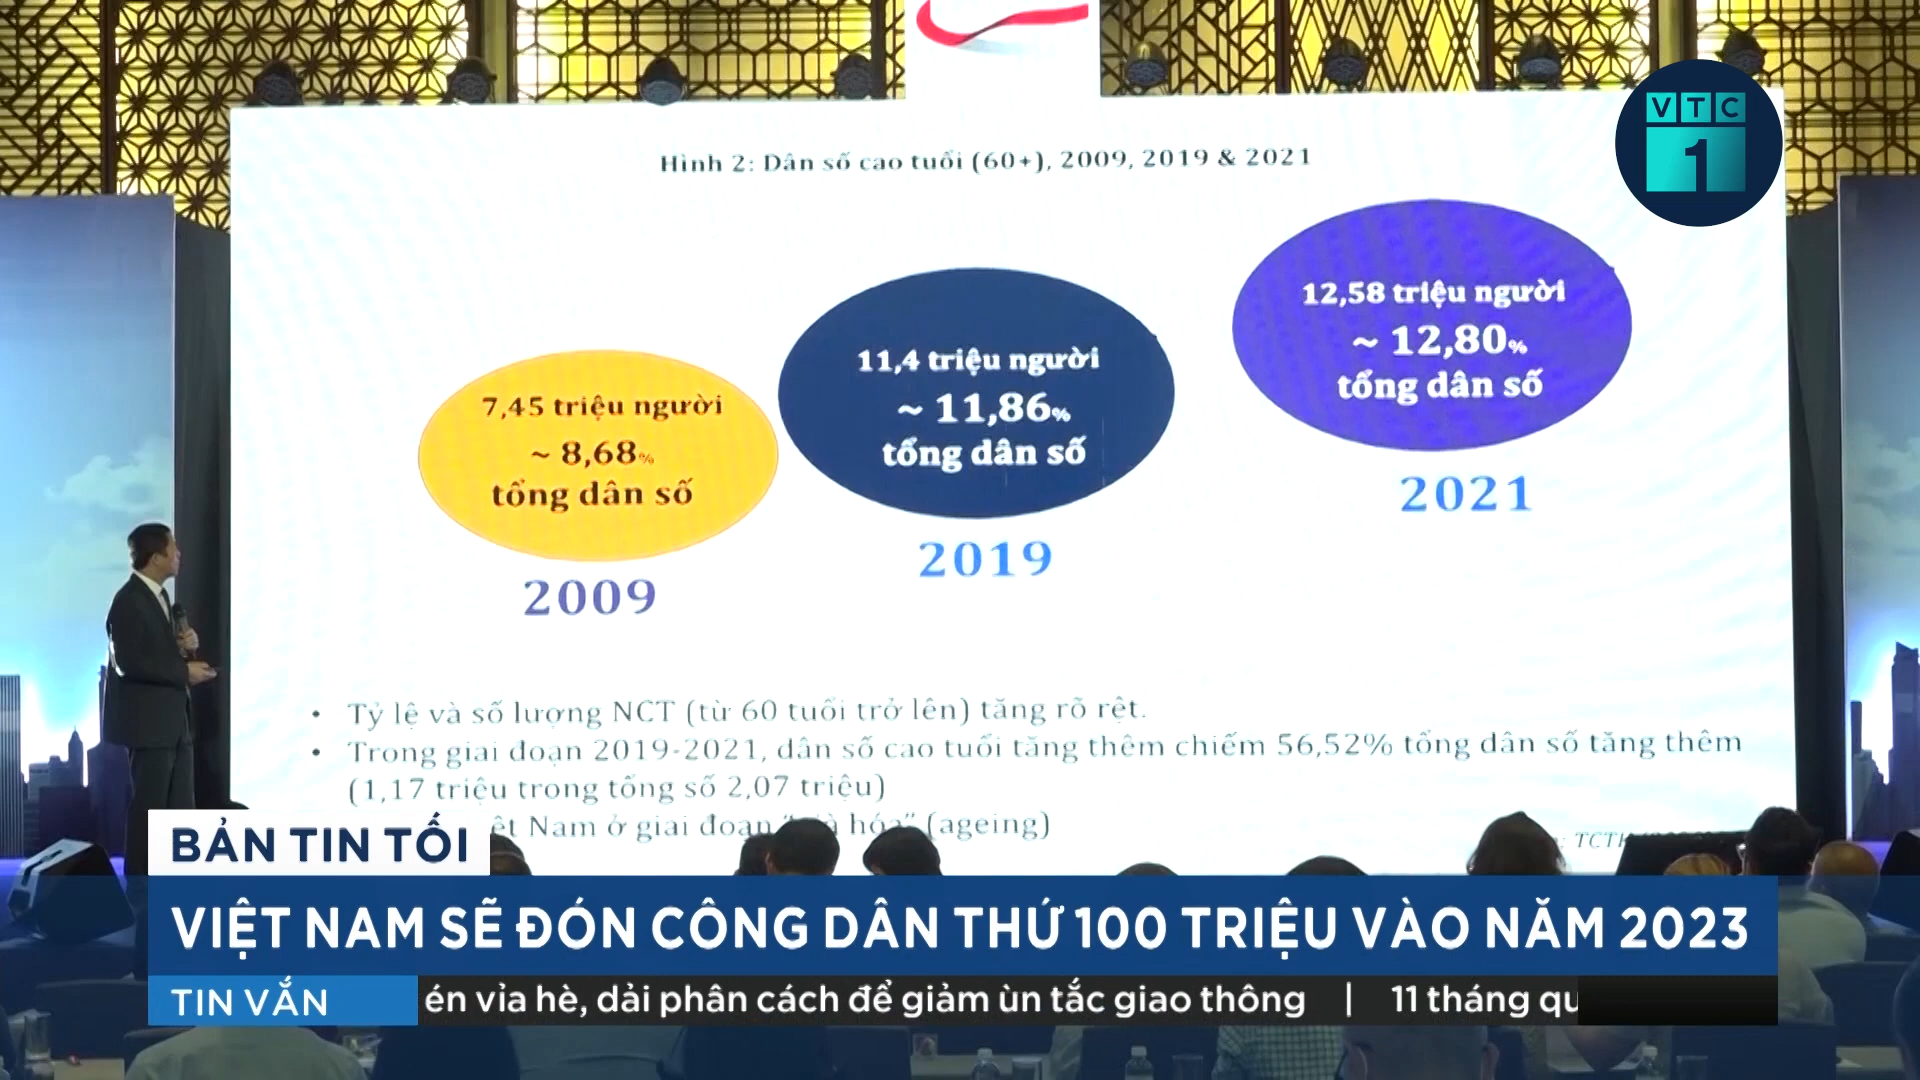 VTC
1
Hình 2: Dân số cao tuổi (60+), 2009, 2019 & 2021
7,45 triệu người
~ 8,68%
tổng dân số
2009
11,4 triệu người
~ 11,86%
tổng dân số
2019
12,58 triệu người
~ 12,80%
tổng dân số
2021
• Tỷ lệ và số lượng NCT (từ 60 tuổi trở lên) tăng rõ rệt.
• Trong giai đoạn 2019-2021, dân số cao tuổi tăng thêm chiếm 56,52% tổng dân số tăng thêm
(1,17 triệu trong tổng số 2,07 triệu)
Nam ở giai đoạn hóa" (ageing)
BẢN TIN TỐI
VIỆT NAM SẼ ĐÓN CÔNG DÂN THỨ 100 TRIỆU VÀO NĂM 2023
TIN VẮN
én vỉa hè, dải phân cách để giảm ùn tắc giao thông | 11 tháng